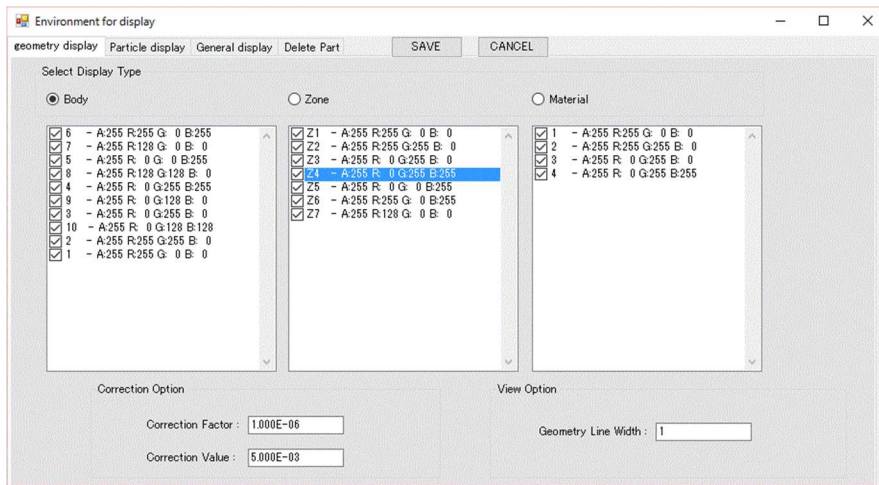 Environment for display
geometry display Particle display General display Delete Part SAVE CANCEL
Select Display Type
Body Zone Material
6 - A:255 R:255 G: 0 B:255
7 - A:255 R:128 G: 0 B: 0
5 - A:255 R: 0 G: 0 B:255
8 - A:255 R:128 G:128 B: 0
4 - A:255 R: 0 G:255 B:255
9 - A:255 R: 0 G:128 B: 0
3 - A:255 R: 0 G:255 B: 0
10 - A:255 R: 0 G:128 B:128
2 - A:255 R:255 G:255 B: 0
1 - A:255 R:255 G: 0 B: 0
Z1 - A:255 R:255 G: 0 B: 0
Z2 - A:255 R:255 G:255 B: 0
Z3 - A:255 R: 0 G:255 B: 0
Z4 - A:255 R: 0 G:255 B:255
Z5 - A:255 R: 0 G: 0 B:255
Z6 - A:255 R:255 G: 0 B:255
Z7 - A:255 R:128 G: 0 B: 0
1 - A:255 R:255 G: 0 B: 0
2 - A:255 R:255 G:255 B: 0
3 - A:255 R: 0 G:255 B: 0
4 - A:255 R: 0 G:255 B:255
Correction Option
Correction Factor : 1.000E-06
Correction Value : 5.000E-03
View Option
Geometry Line Width : 1